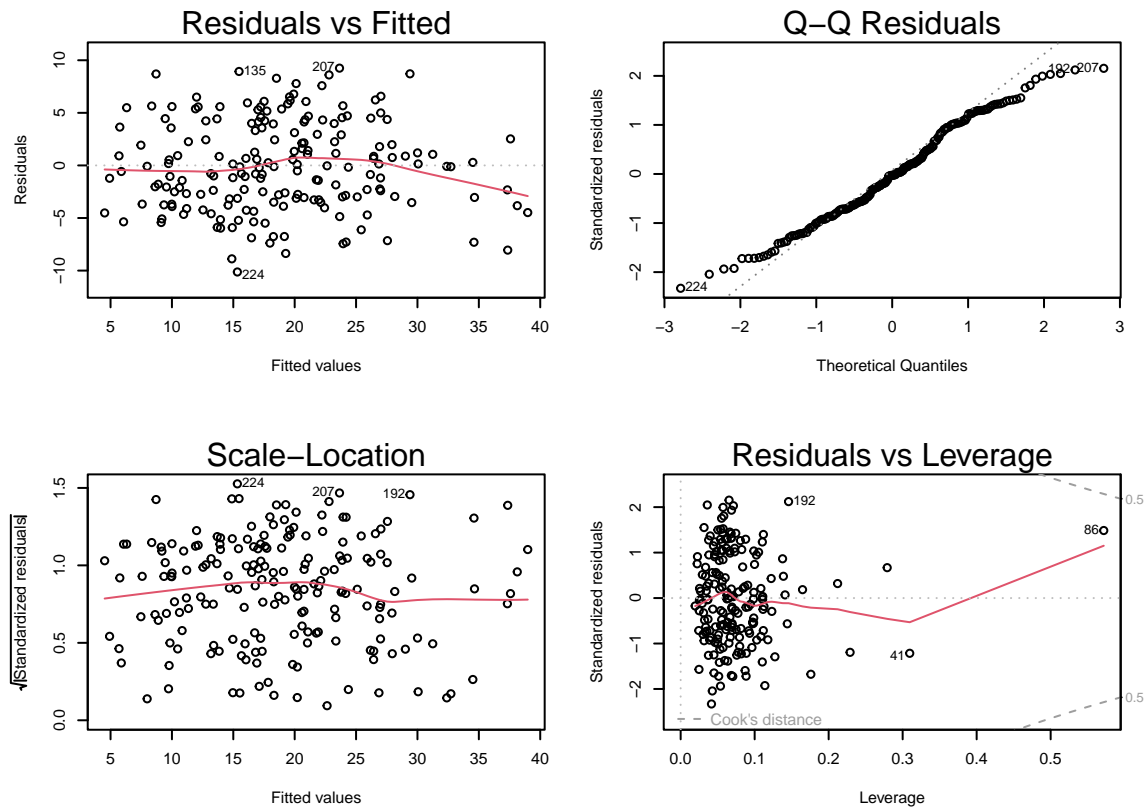 Residuals vs Fitted
Residuals
10
5
0
−5
−10
135
207
224
5 10 15 20 25 30 35 40
Fitted values
Q−Q Residuals
Standardized residuals
2
1
0
−1
−2
192
207
224
−3 −2 −1 0 1 2 3
Theoretical Quantiles
Scale−Location
√|Standardized residuals|
1.5
1.0
0.5
0.0
224
207
192
5 10 15 20 25 30 35 40
Fitted values
Residuals vs Leverage
Standardized residuals
2
1
0
−1
−2
192
86
41
0.5
0.5
Cook's distance
0.0 0.1 0.2 0.3 0.4 0.5
Leverage